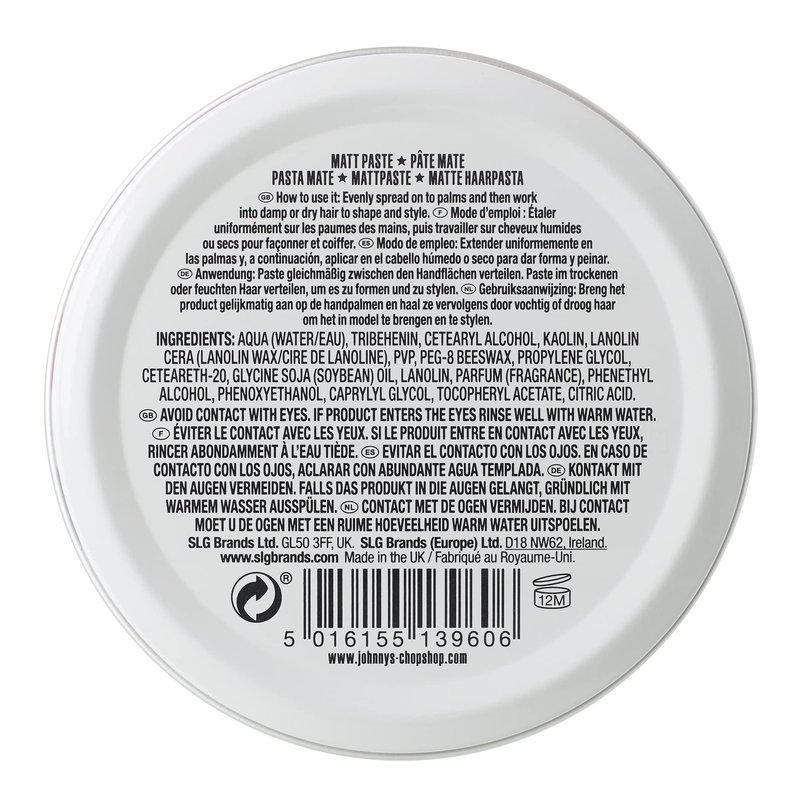 MATT PASTE ★ PÂTE MATE
PASTA MATE ★ MATTPASTE ★ MATTE HAARPASTA
GB How to use it: Evenly spread on to palms and then work
into damp or dry hair to shape and style. F Mode d'emploi : Étaler
uniformément sur les paumes des mains, puis travailler sur cheveux humides
ou secs pour façonner et coiffer. ES Modo de empleo: Extender uniformemente en
las palmas y, a continuación, aplicar en el cabello húmedo o seco para dar forma y peinar.
DE Anwendung: Paste gleichmäßig zwischen den Handflächen verteilen. Paste im trockenen
oder feuchten Haar verteilen, um es zu formen und zu stylen. NL Gebruiksaanwijzing: Breng het
product gelijkmatig aan op de handpalmen en haal ze vervolgens door vochtig of droog haar
om het in model te brengen en te stylen.
INGREDIENTS: AQUA (WATER/EAU), TRIBEHENIN, CETEARYL ALCOHOL, KAOLIN, LANOLIN
CERA (LANOLIN WAX/CIRE DE LANOLINE), PVP, PEG-8 BEESWAX, PROPYLENE GLYCOL,
CETEARETH-20, GLYCINE SOJA (SOYBEAN) OIL, LANOLIN, PARFUM (FRAGRANCE), PHENETHYL
ALCOHOL, PHENOXYETHANOL, CAPRYLYL GLYCOL, TOCOPHERYL ACETATE, CITRIC ACID.
GB AVOID CONTACT WITH EYES. IF PRODUCT ENTERS THE EYES RINSE WELL WITH WARM WATER.
F ÉVITER LE CONTACT AVEC LES YEUX. SI LE PRODUIT ENTRE EN CONTACT AVEC LES YEUX,
RINCER ABONDAMMENT À L'EAU TIÈDE. ES EVITAR EL CONTACTO CON LOS OJOS. EN CASO DE
CONTACTO CON LOS OJOS, ACLARAR CON ABUNDANTE AGUA TEMPLADA. DE KONTAKT MIT
DEN AUGEN VERMEIDEN. FALLS DAS PRODUKT IN DIE AUGEN GELANGT, GRÜNDLICH MIT
WARMEM WASSER AUSSPÜLEN. NL CONTACT MET DE OGEN VERMIJDEN. BIJ CONTACT
MOET U DE OGEN MET EEN RUIME HOEVEELHEID WARM WATER UITSPOELEN.
SLG Brands Ltd. GL50 3FF, UK. SLG Brands (Europe) Ltd. D18 NW62, Ireland.
www.slgbrands.com Made in the UK / Fabriqué au Royaume-Uni.
®
12M
5 016155 139606
www.johnnys-chopshop.com